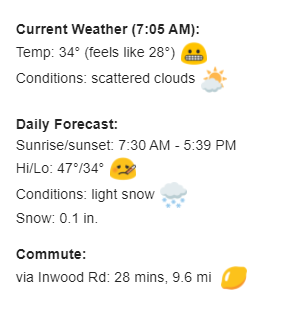 Current Weather (7:05 AM):
Temp: 34° (feels like 28°) 😬
Conditions: scattered clouds 🌤️
Daily Forecast:
Sunrise/sunset: 7:30 AM - 5:39 PM
Hi/Lo: 47°/34° 🤒
Conditions: light snow 🌨️
Snow: 0.1 in.
Commute:
via Inwood Rd: 28 mins, 9.6 mi 🍋